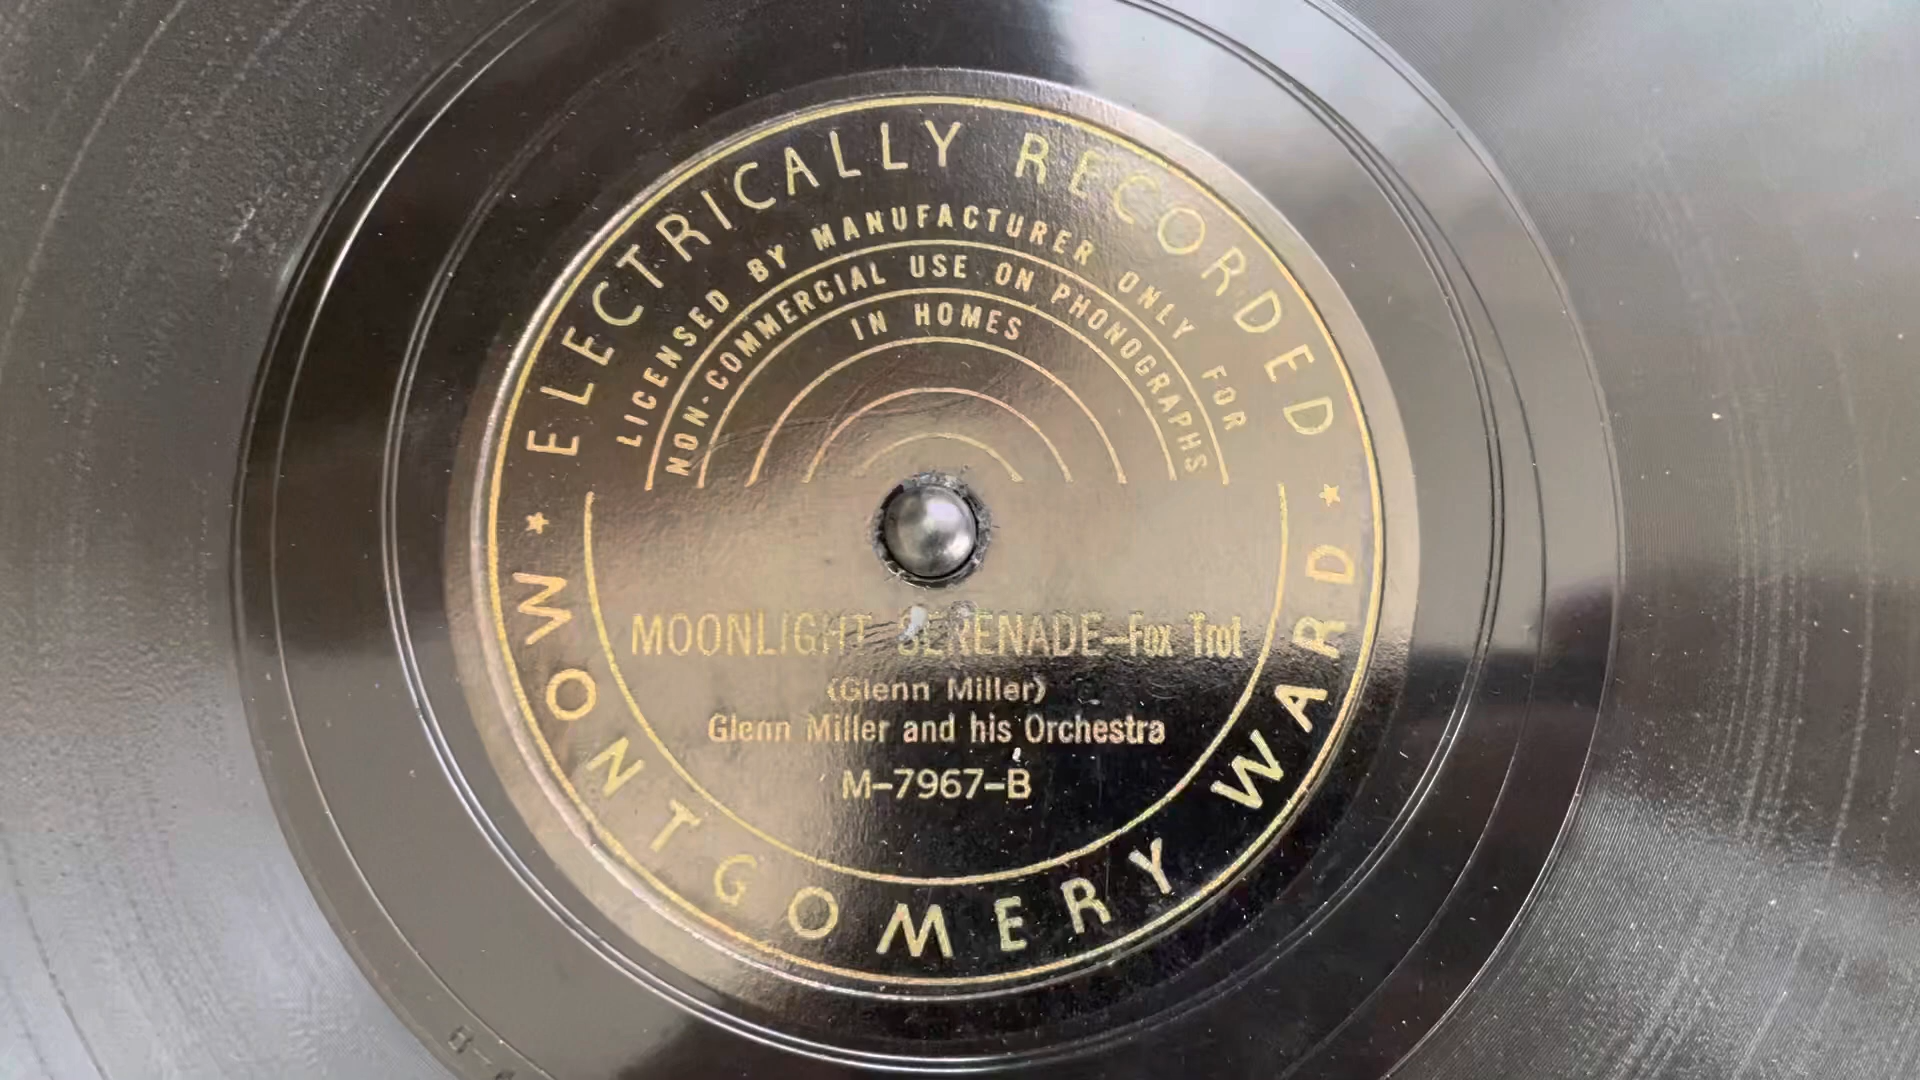 ELECTRICALLY RECORDED
LICENSED BY MANUFACTURER ONLY FOR
NON-COMMERCIAL USE ON PHONOGRAPHS
IN HOMES
MOONLIGHT SERENADE–Fox Trot
(Glenn Miller)
Glenn Miller and his Orchestra
M–7967–B
MONTGOMERY WARD